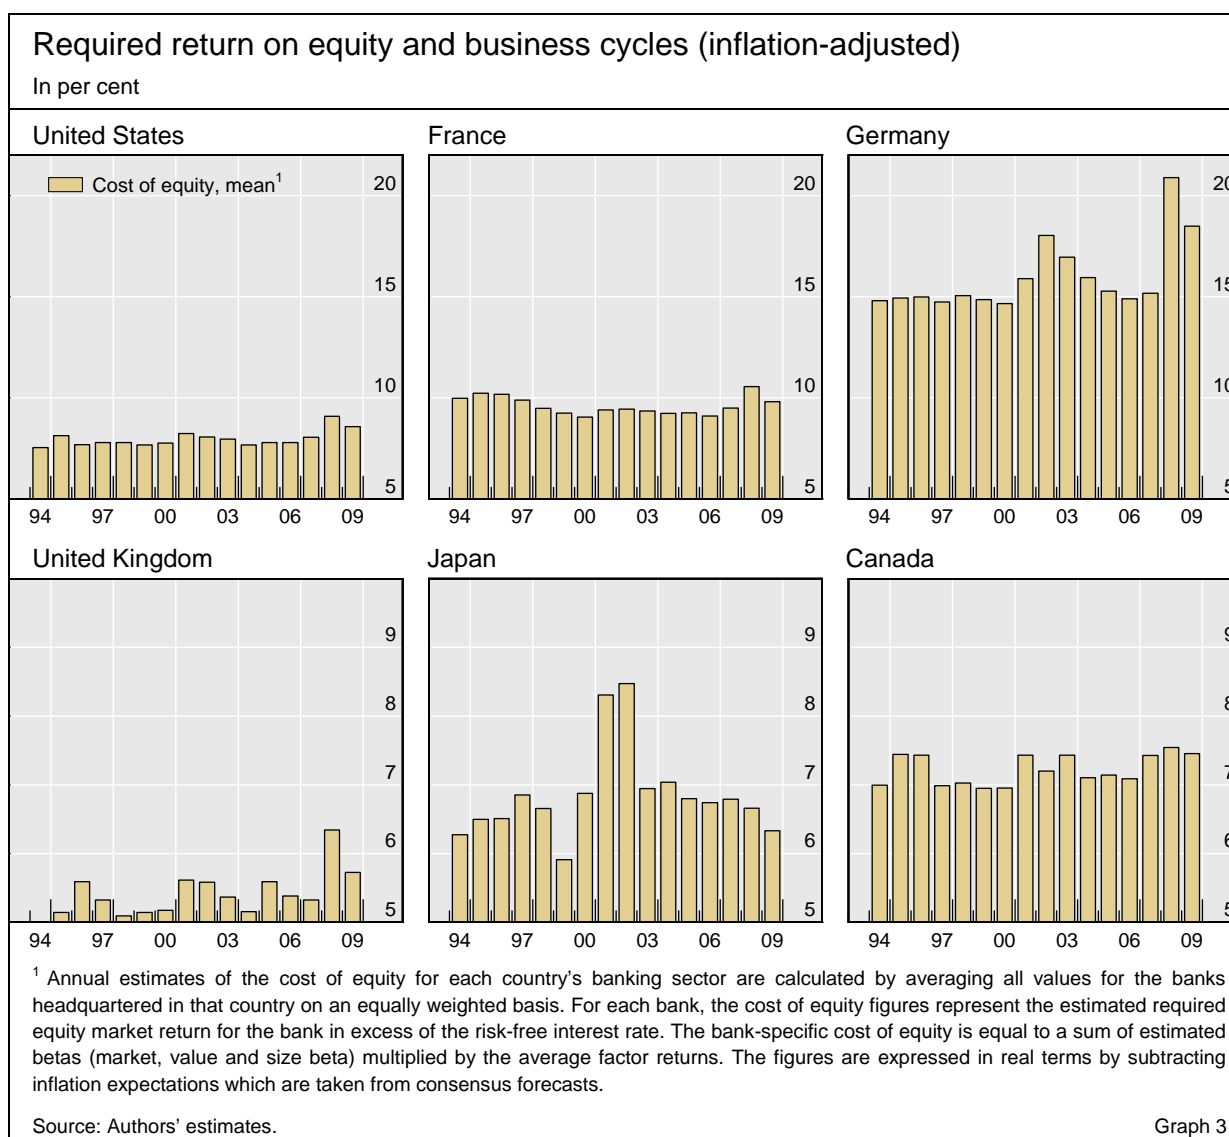 Required return on equity and business cycles (inflation-adjusted)
In per cent
United States
France
Germany
Cost of equity, mean1
20
15
10
5
94 97 00 03 06 09
20
15
10
5
94 97 00 03 06 09
20
15
10
5
94 97 00 03 06 09
United Kingdom
Japan
Canada
9
8
7
6
5
94 97 00 03 06 09
9
8
7
6
5
94 97 00 03 06 09
9
8
7
6
5
94 97 00 03 06 09
1 Annual estimates of the cost of equity for each country’s banking sector are calculated by averaging all values for the banks
headquartered in that country on an equally weighted basis. For each bank, the cost of equity figures represent the estimated required
equity market return for the bank in excess of the risk-free interest rate. The bank-specific cost of equity is equal to a sum of estimated
betas (market, value and size beta) multiplied by the average factor returns. The figures are expressed in real terms by subtracting
inflation expectations which are taken from consensus forecasts.
Source: Authors’ estimates.
Graph 3